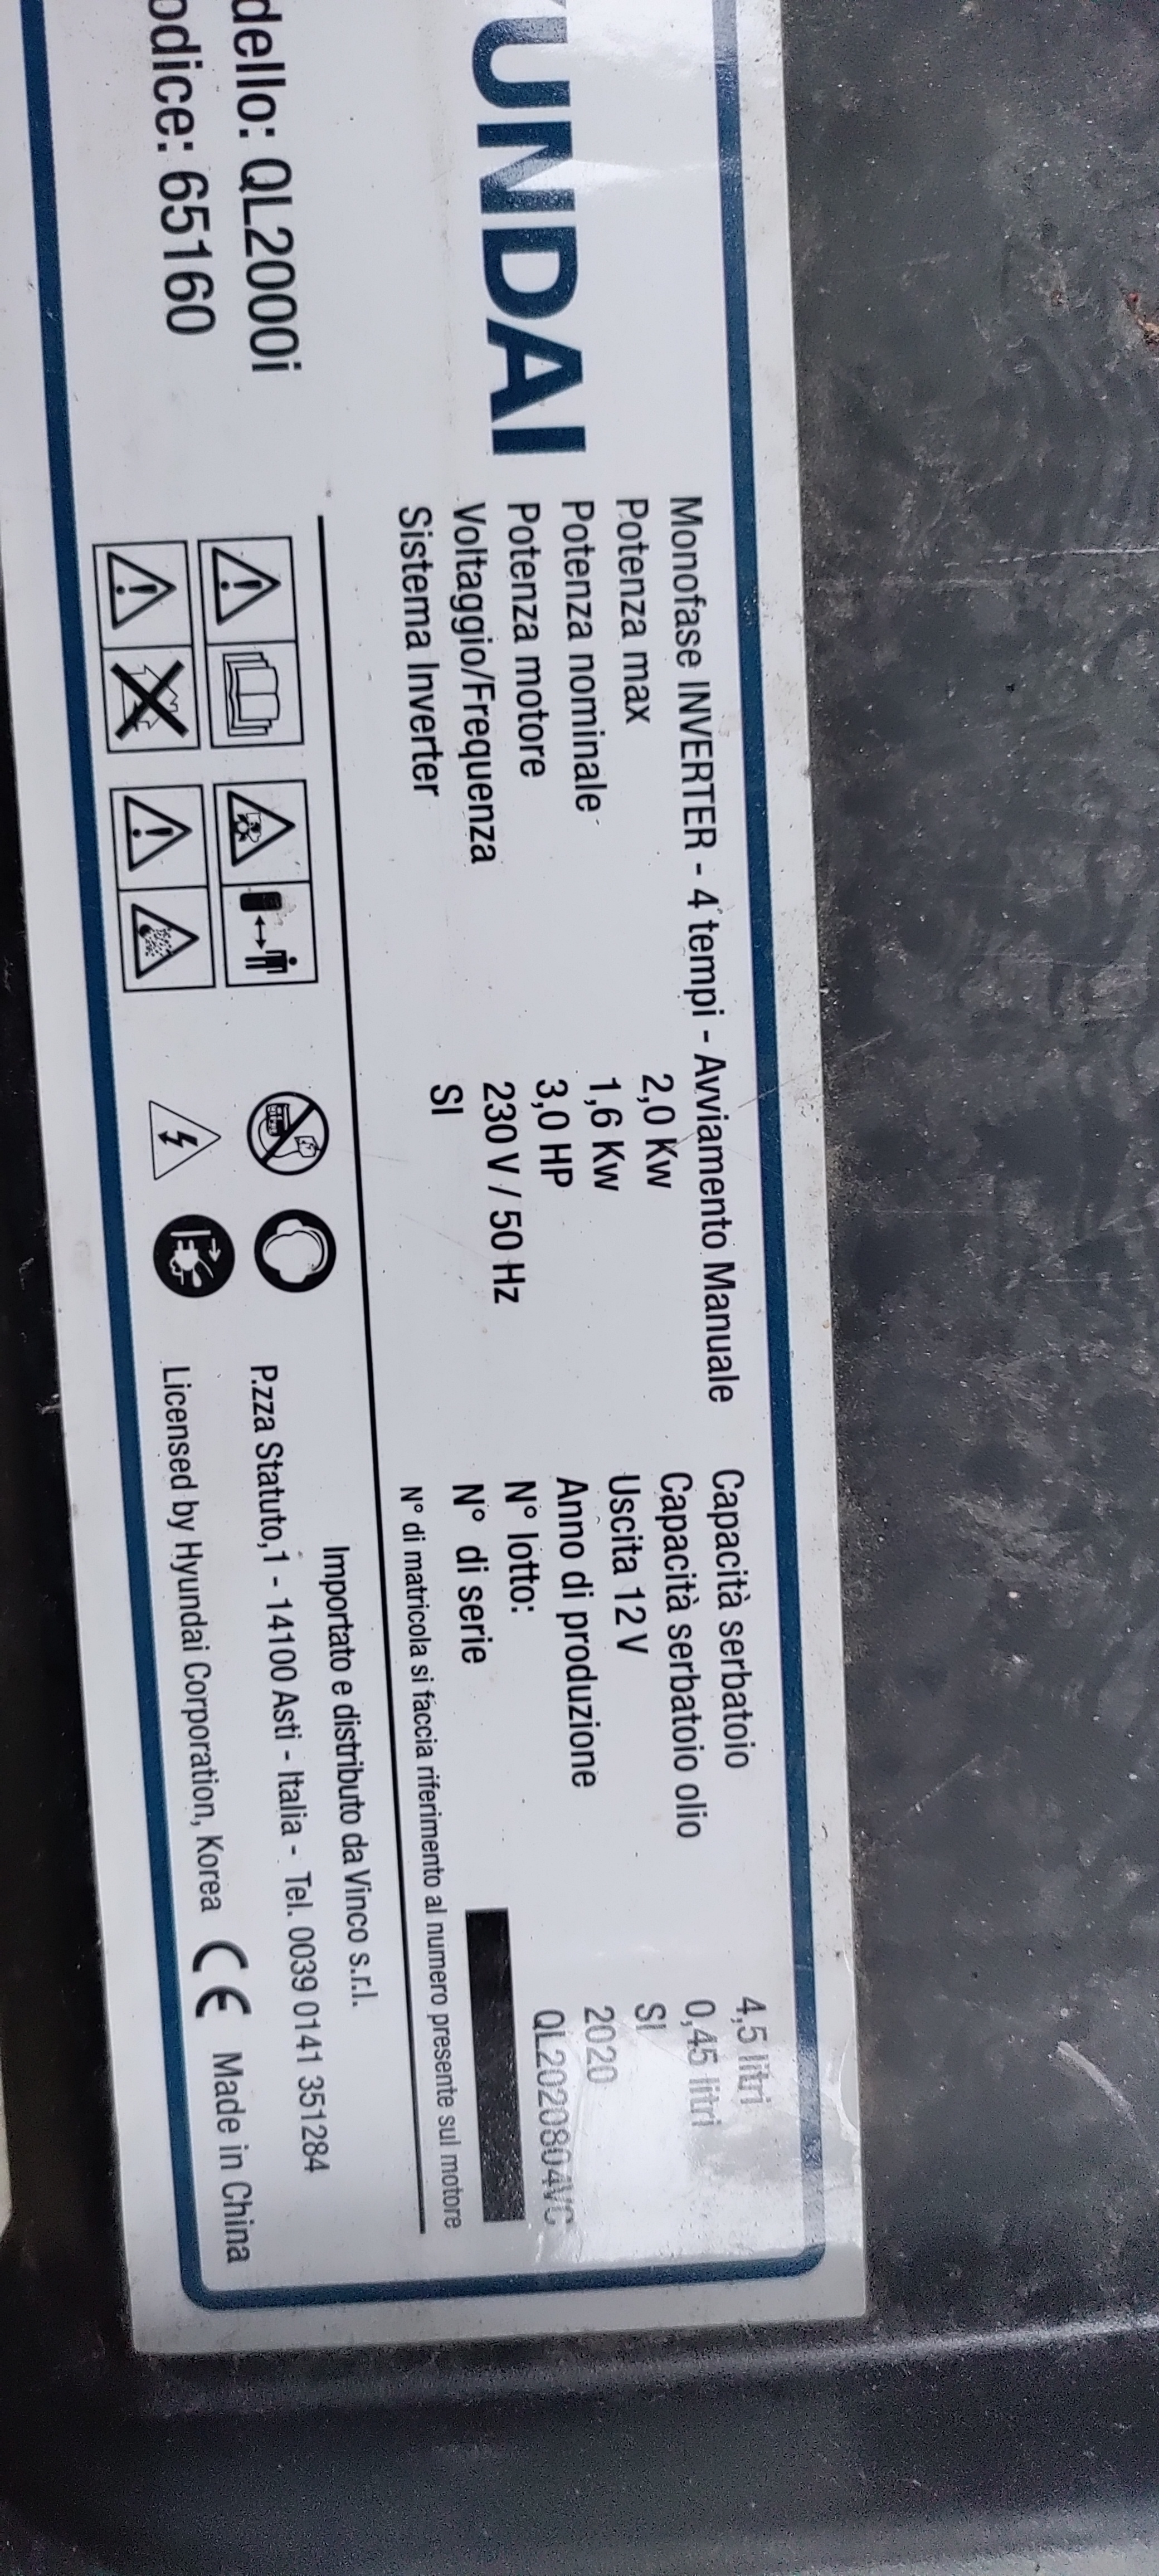 YUNDAI
dello: QL2000i
odice: 65160
Monofase INVERTER - 4 tempi - Avviamento Manuale
Potenza max 2,0 Kw
Potenza nominale 1,6 Kw
Potenza motore 3,0 HP
Voltaggio/Frequenza 230 V / 50 Hz
Sistema Inverter SI
Capacità serbatoio 4,5 litri
Capacità serbatoio olio 0,45 litri
Uscita 12 V SI
Anno di produzione 2020
N° lotto: QL2020804VC
N° di serie
N° di matricola si faccia riferimento al numero presente sul motore
Importato e distributo da Vinco s.r.l.
P.zza Statuto,1 - 14100 Asti - Italia - Tel. 0039 0141 351284
Licensed by Hyundai Corporation, Korea CE Made in China